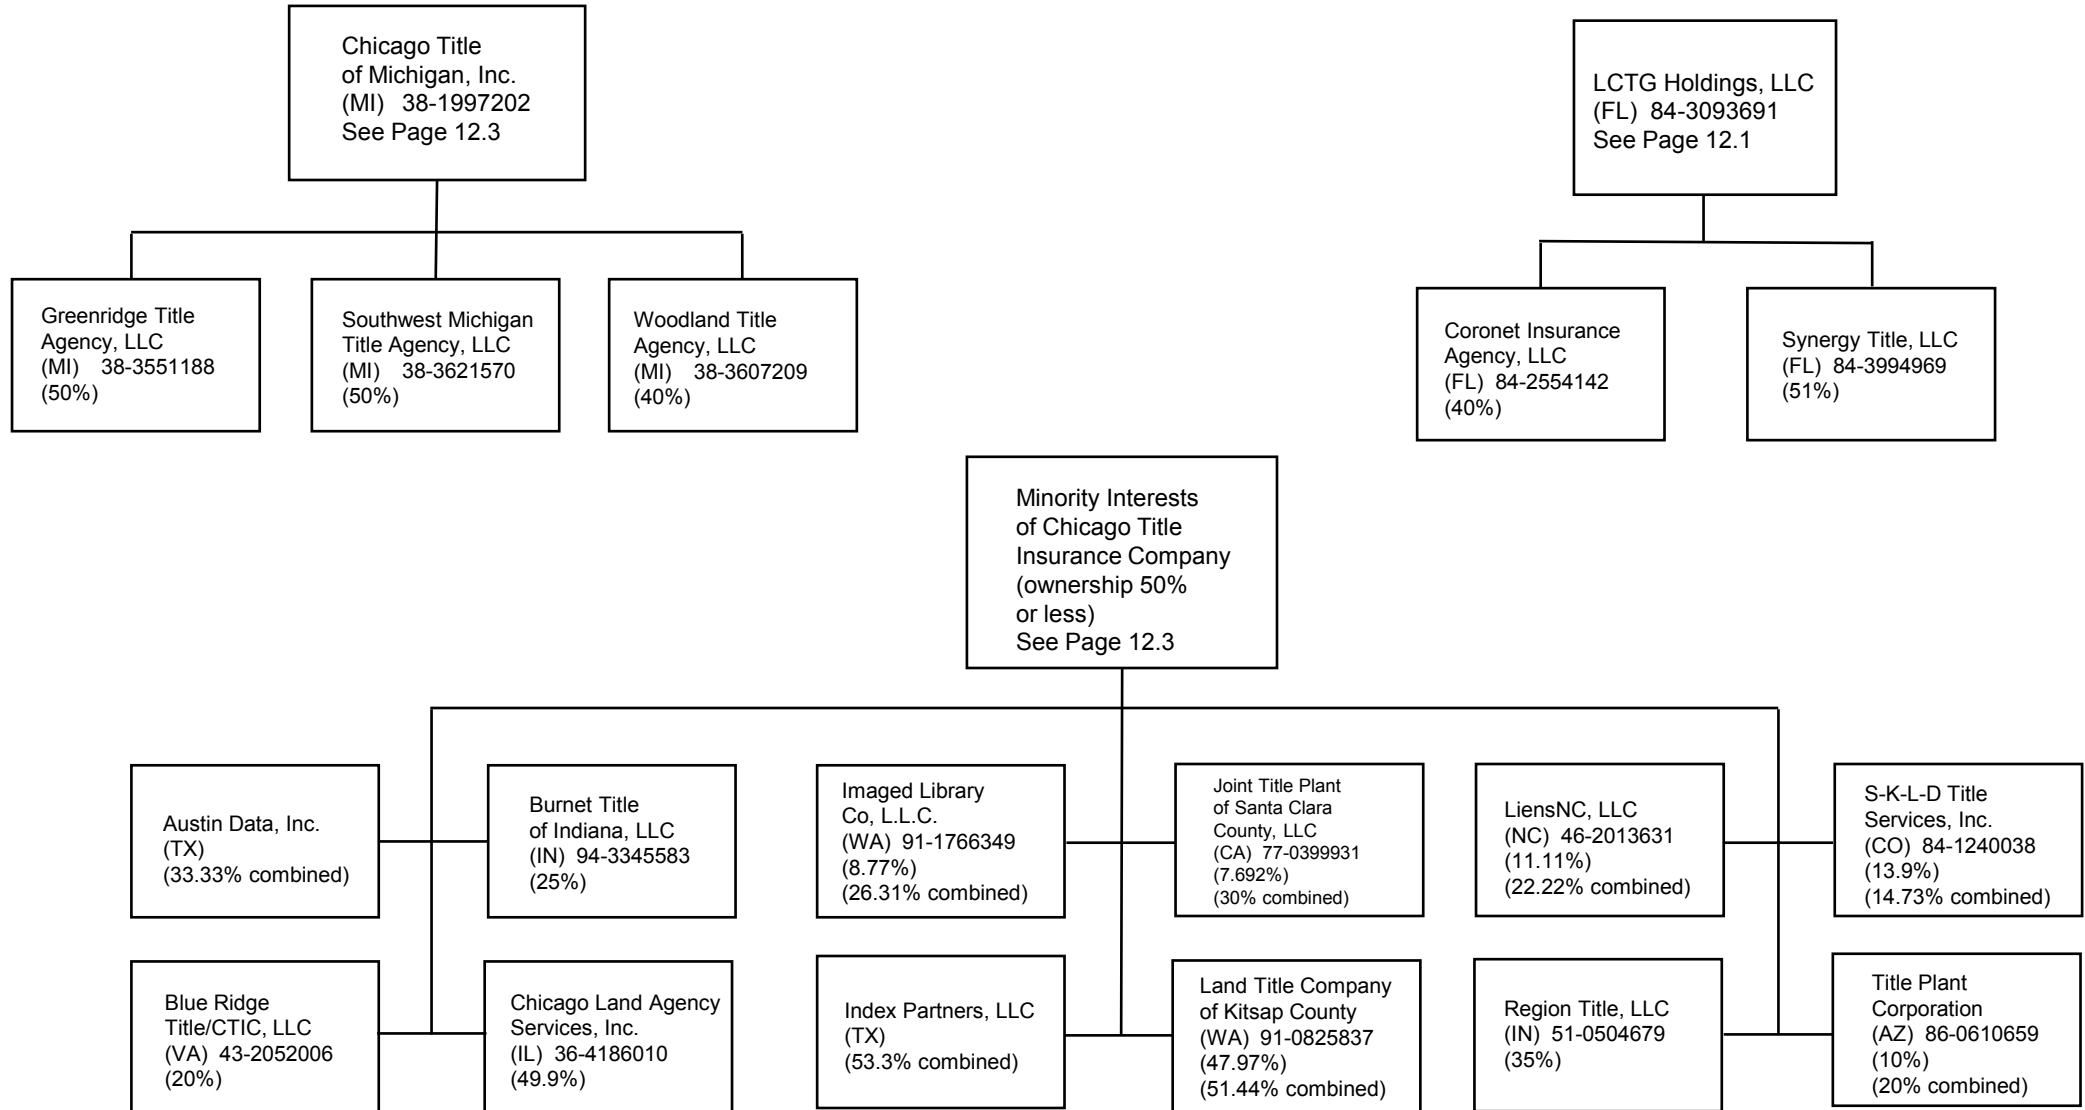 Chicago Title
of Michigan, Inc.
(MI) 38-1997202
See Page 12.3
LCTG Holdings, LLC
(FL) 84-3093691
See Page 12.1
Greenridge Title
Agency, LLC
(MI) 38-3551188
(50%)
Southwest Michigan
Title Agency, LLC
(MI) 38-3621570
(50%)
Woodland Title
Agency, LLC
(MI) 38-3607209
(40%)
Coronet Insurance
Agency, LLC
(FL) 84-2554142
(40%)
Synergy Title, LLC
(FL) 84-3994969
(51%)
Minority Interests
of Chicago Title
Insurance Company
(ownership 50%
or less)
See Page 12.3
Austin Data, Inc.
(TX)
(33.33% combined)
Burnet Title
of Indiana, LLC
(IN) 94-3345583
(25%)
Imaged Library
Co, L.L.C.
(WA) 91-1766349
(8.77%)
(26.31% combined)
Joint Title Plant
of Santa Clara
County, LLC
(CA) 77-0399931
(7.692%)
(30% combined)
LiensNC, LLC
(NC) 46-2013631
(11.11%)
(22.22% combined)
S-K-L-D Title
Services, Inc.
(CO) 84-1240038
(13.9%)
(14.73% combined)
Blue Ridge
Title/CTIC, LLC
(VA) 43-2052006
(20%)
Chicago Land Agency
Services, Inc.
(IL) 36-4186010
(49.9%)
Index Partners, LLC
(TX)
(53.3% combined)
Land Title Company
of Kitsap County
(WA) 91-0825837
(47.97%)
(51.44% combined)
Region Title, LLC
(IN) 51-0504679
(35%)
Title Plant
Corporation
(AZ) 86-0610659
(10%)
(20% combined)